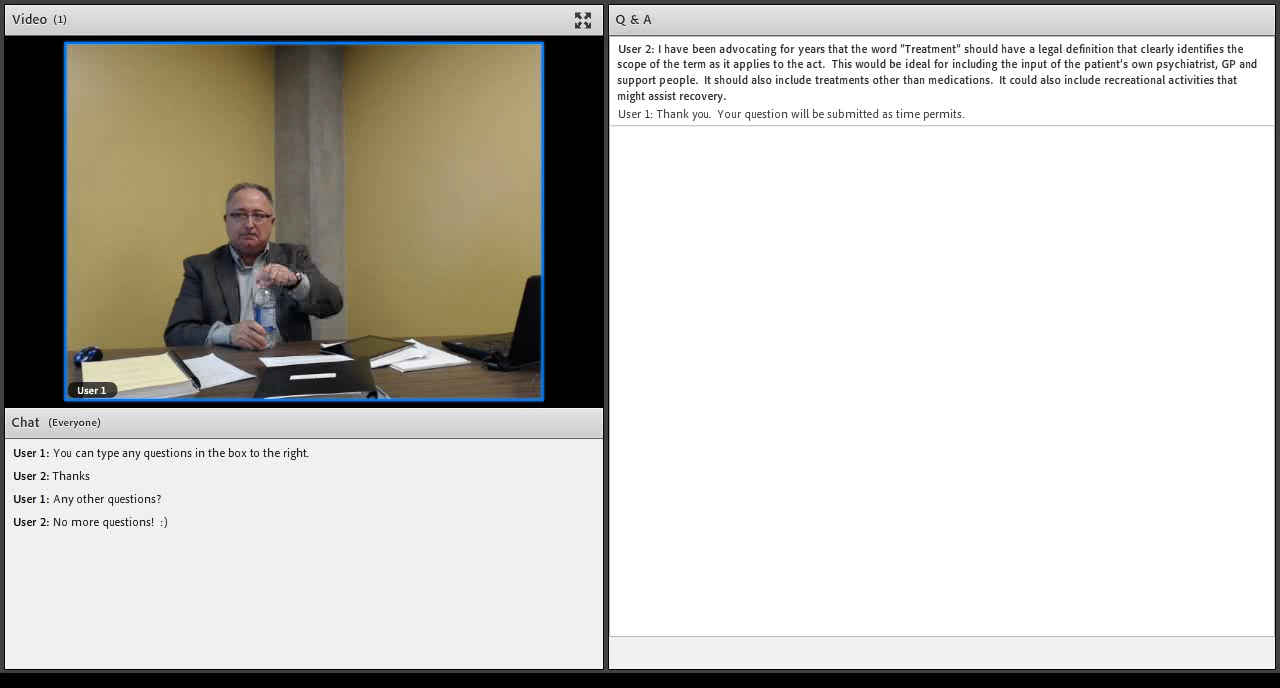 Video (1)
User 1
Chat (Everyone)
User 1: You can type any questions in the box to the right.
User 2: Thanks
User 1: Any other questions?
User 2: No more questions!  :)
Q & A
User 2: I have been advocating for years that the word "Treatment" should have a legal definition that clearly identifies the
scope of the term as it applies to the act.  This would be ideal for including the input of the patient's own psychiatrist, GP and
support people.  It should also include treatments other than medications.  It could also include recreational activities that
might assist recovery.
User 1: Thank you.  Your question will be submitted as time permits.